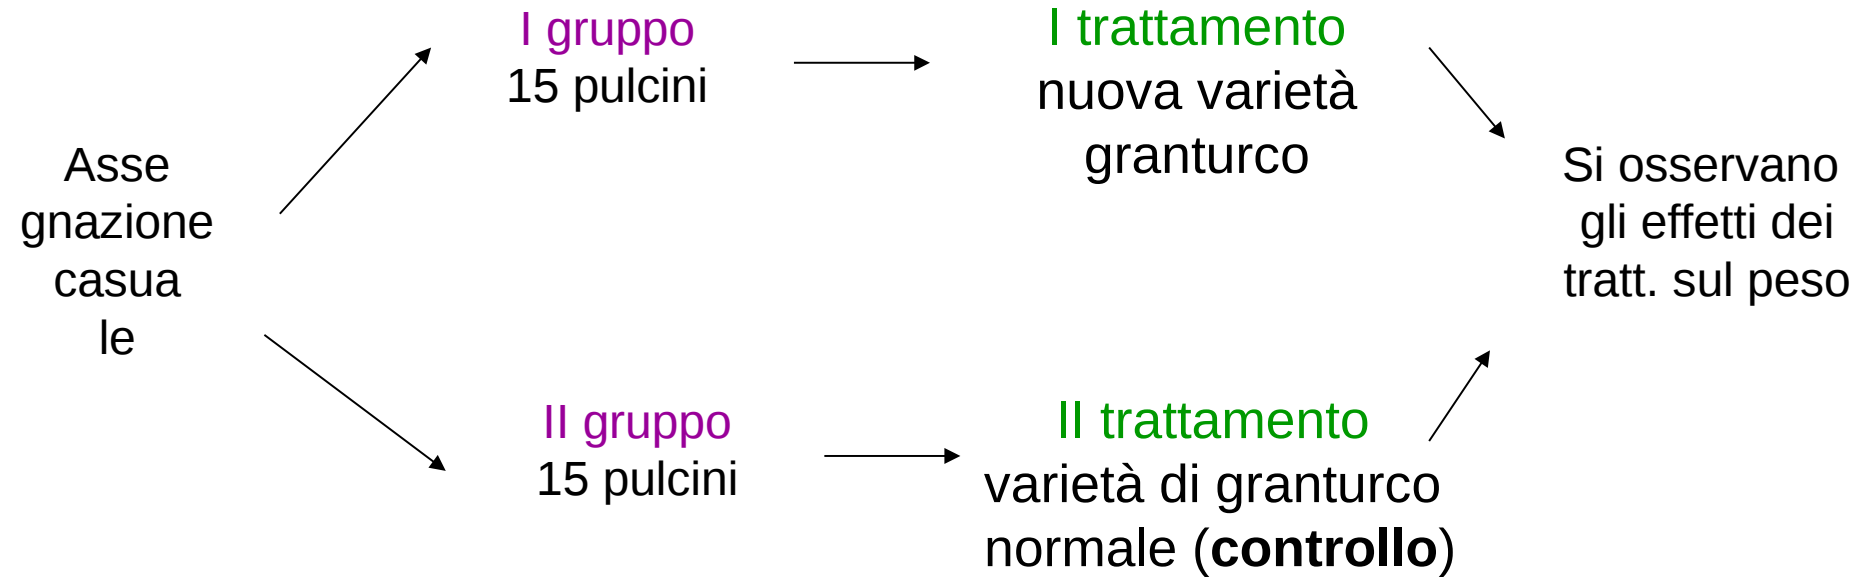 Asse
gnazione
casua
le
I gruppo
15 pulcini
I trattamento
nuova varietà
granturco
II gruppo
15 pulcini
II trattamento
varietà di granturco
normale (controllo)
Si osservano
gli effetti dei
tratt. sul peso